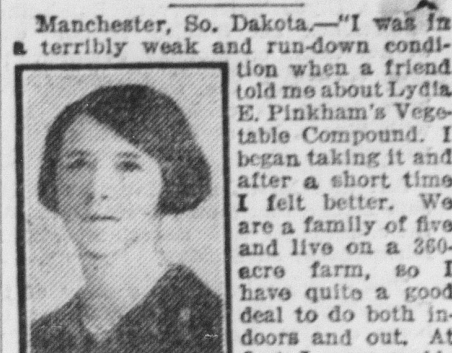 Manchester, So. Dakota.—"I was in
a terribly weak and run-down condi-
tion when a friend
told me about Lydia
E. Pinkham's Vege-
table Compound. I
began taking it and
after a short time
I felt better. We
are a family of five
and live on a 360-
acre farm, so I
have quite a good
deal to do both in-
doors and out. At